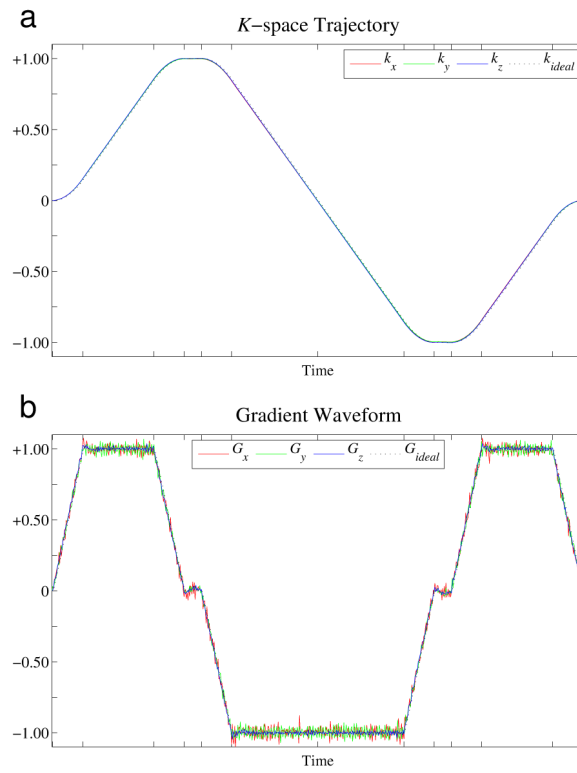 a
K−space Trajectory
k_x k_y k_z k_ideal
+1.00
+0.50
0
−0.50
−1.00
Time
b
Gradient Waveform
G_x G_y G_z G_ideal
+1.00
+0.50
0
−0.50
−1.00
Time